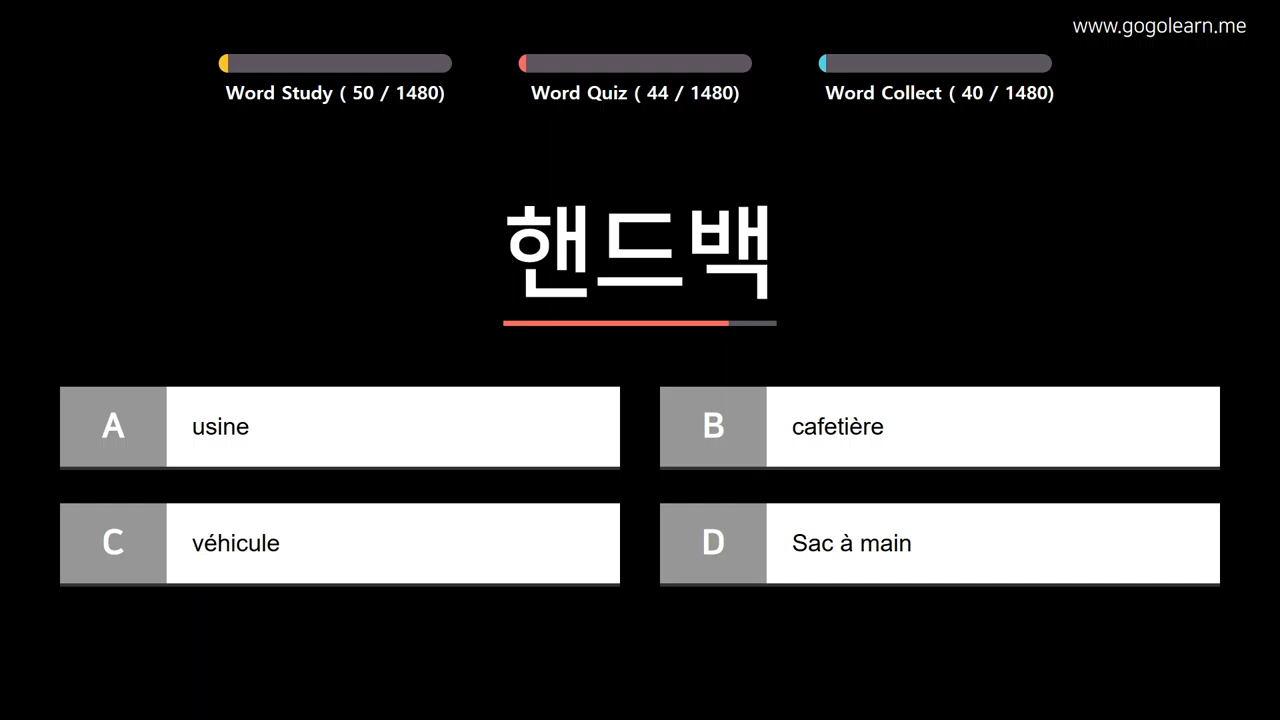 www.gogolearn.me
Word Study ( 50 / 1480)
Word Quiz ( 44 / 1480)
Word Collect ( 40 / 1480)
핸드백
A
usine
B
cafetière
C
véhicule
D
Sac à main